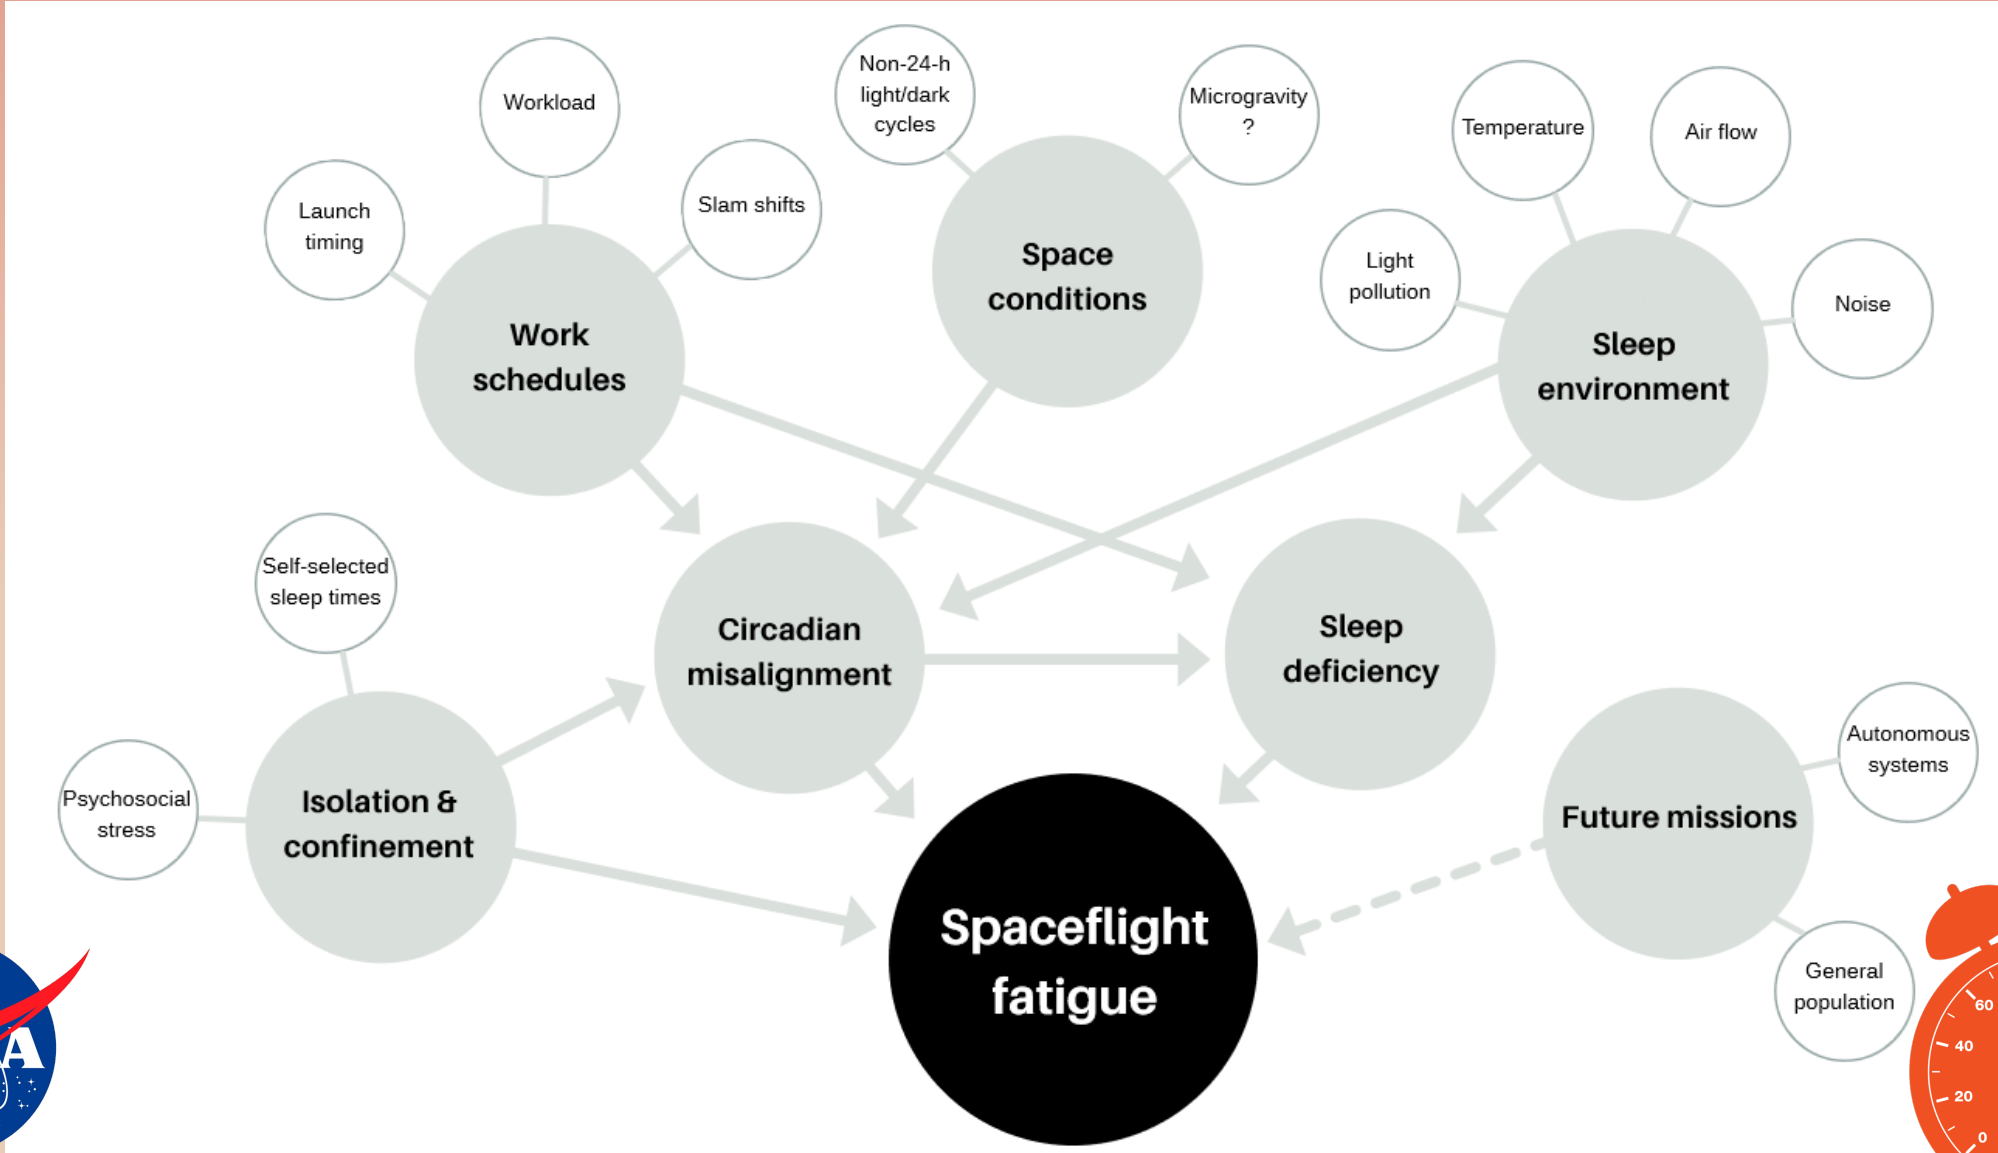 Non-24-h
light/dark
cycles
Microgravity
?
Workload
Temperature
Air flow
Launch
timing
Slam shifts
Space
conditions
Light
pollution
Noise
Work
schedules
Sleep
environment
Self-selected
sleep times
Circadian
misalignment
Sleep
deficiency
Psychosocial
stress
Isolation &
confinement
Autonomous
systems
Future missions
Spaceflight
fatigue
General
population
A
60
40
20
0